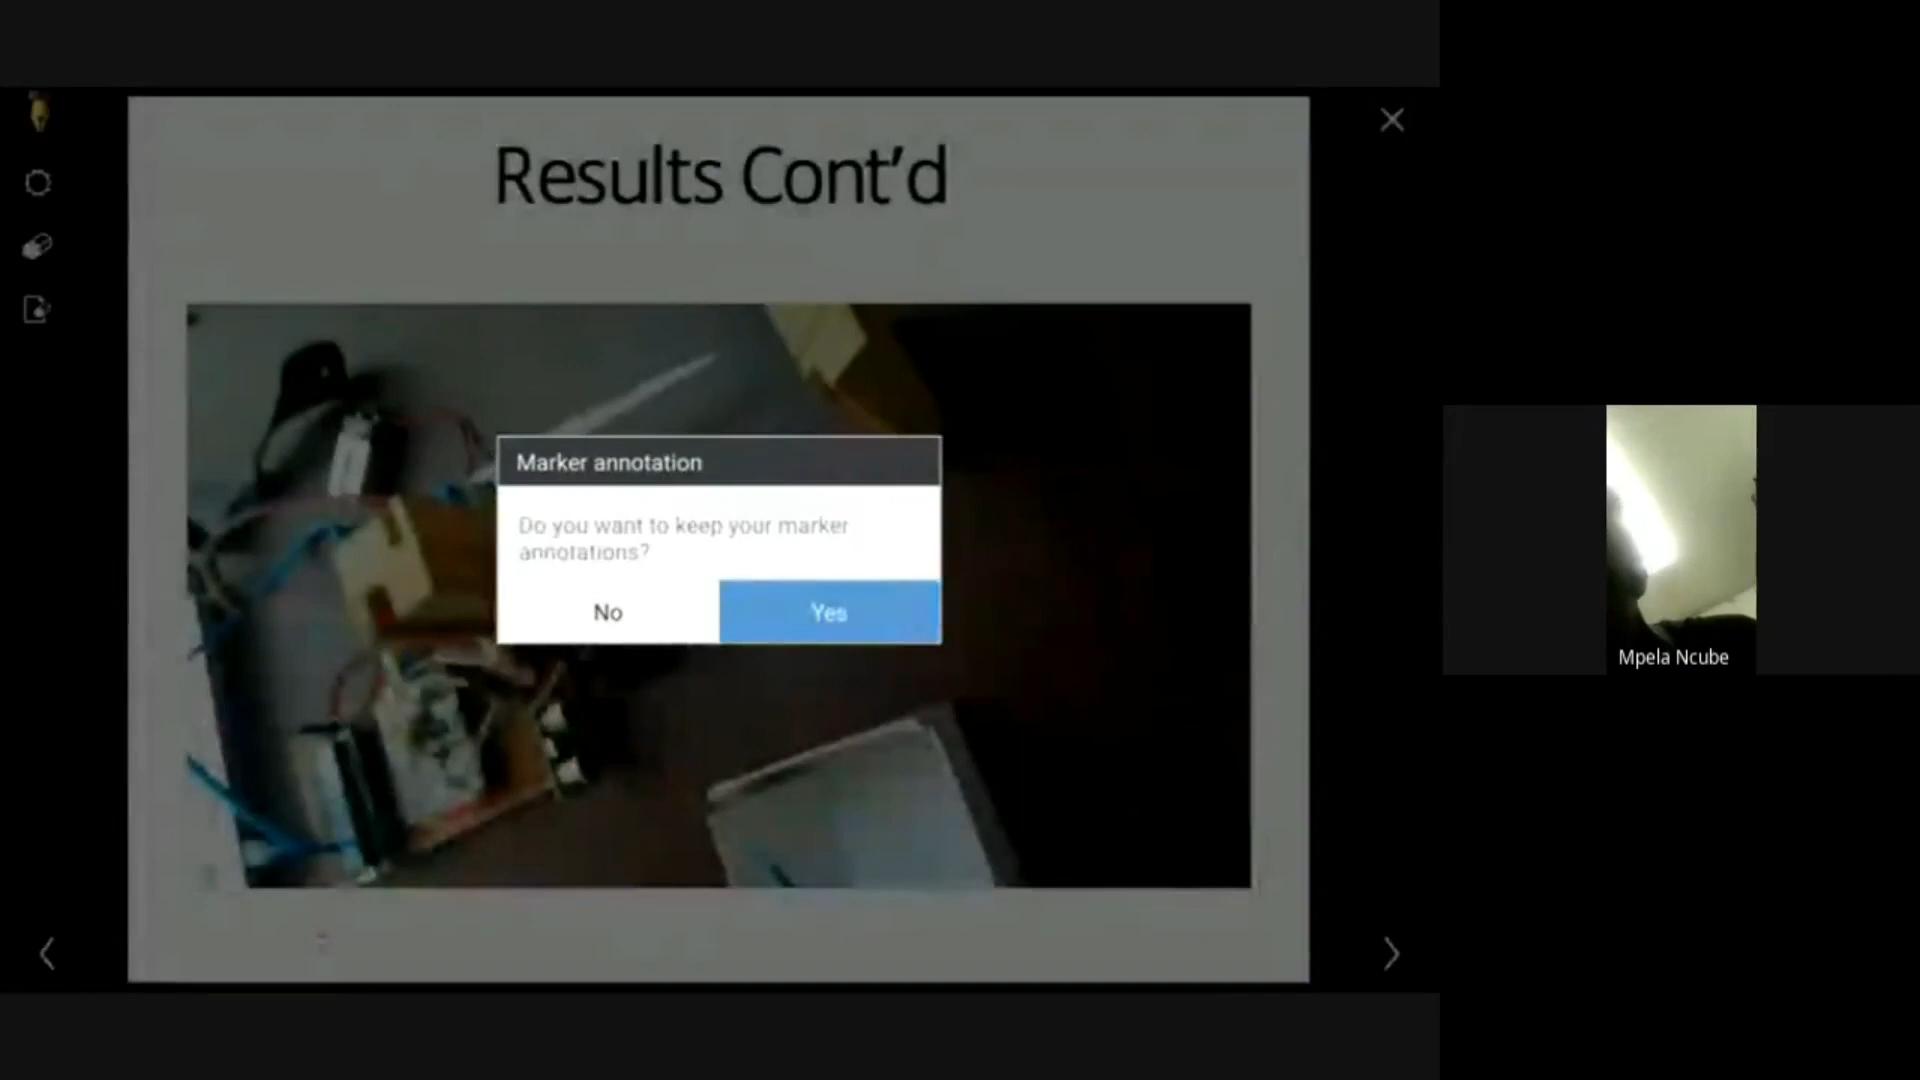 Results Cont’d
Marker annotation
Do you want to keep your marker
annotations?
No
Yes
Mpela Ncube